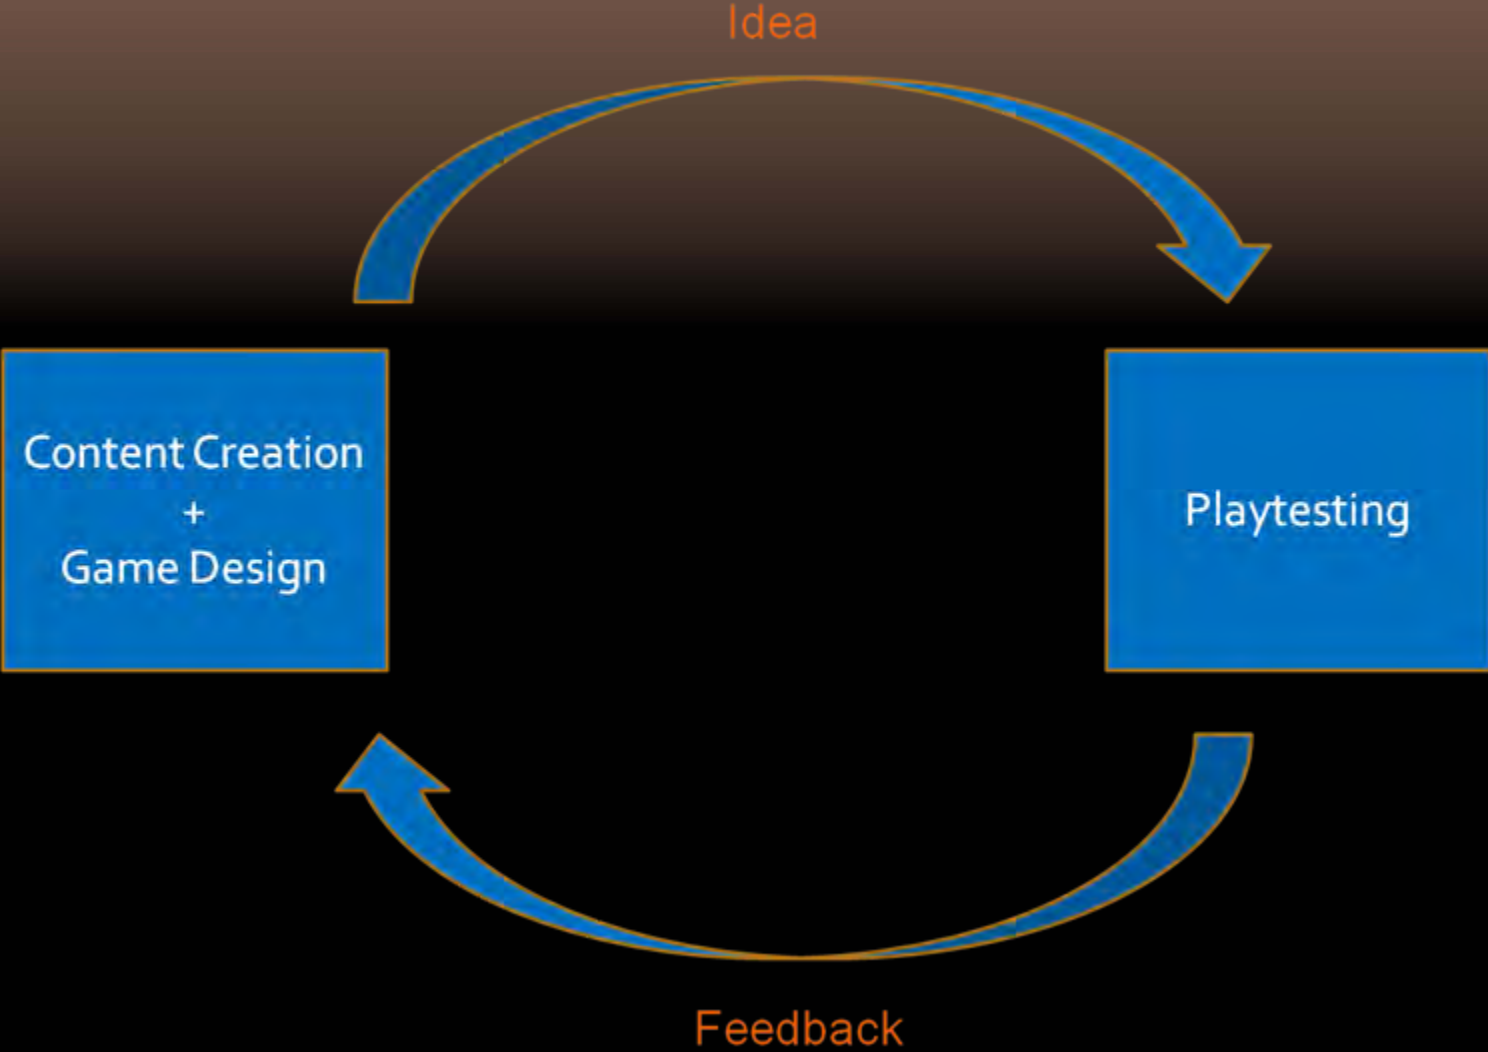 Idea
Content Creation
+
Game Design
Playtesting
Feedback